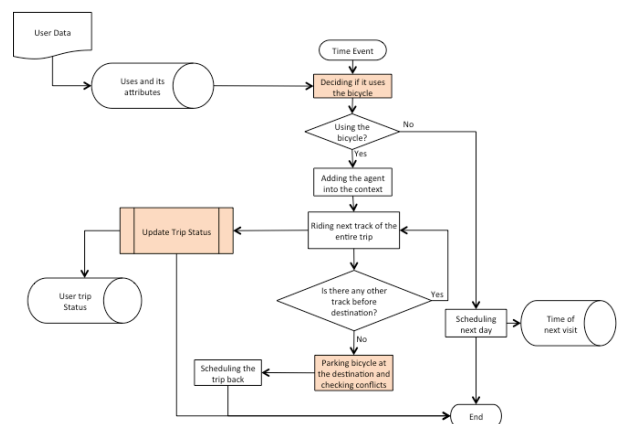 User Data
Time Event
Uses and its
attributes
Deciding if it uses
the bicycle
Using the
bicycle?
No
Yes
Adding the agent
into the context
Update Trip Status
Riding next track of the
entire trip
User trip
Status
Is there any other
track before
destination?
Yes
No
Scheduling
next day
Time of
next visit
Scheduling the
trip back
Parking bicycle at
the destination and
checking conflicts
End